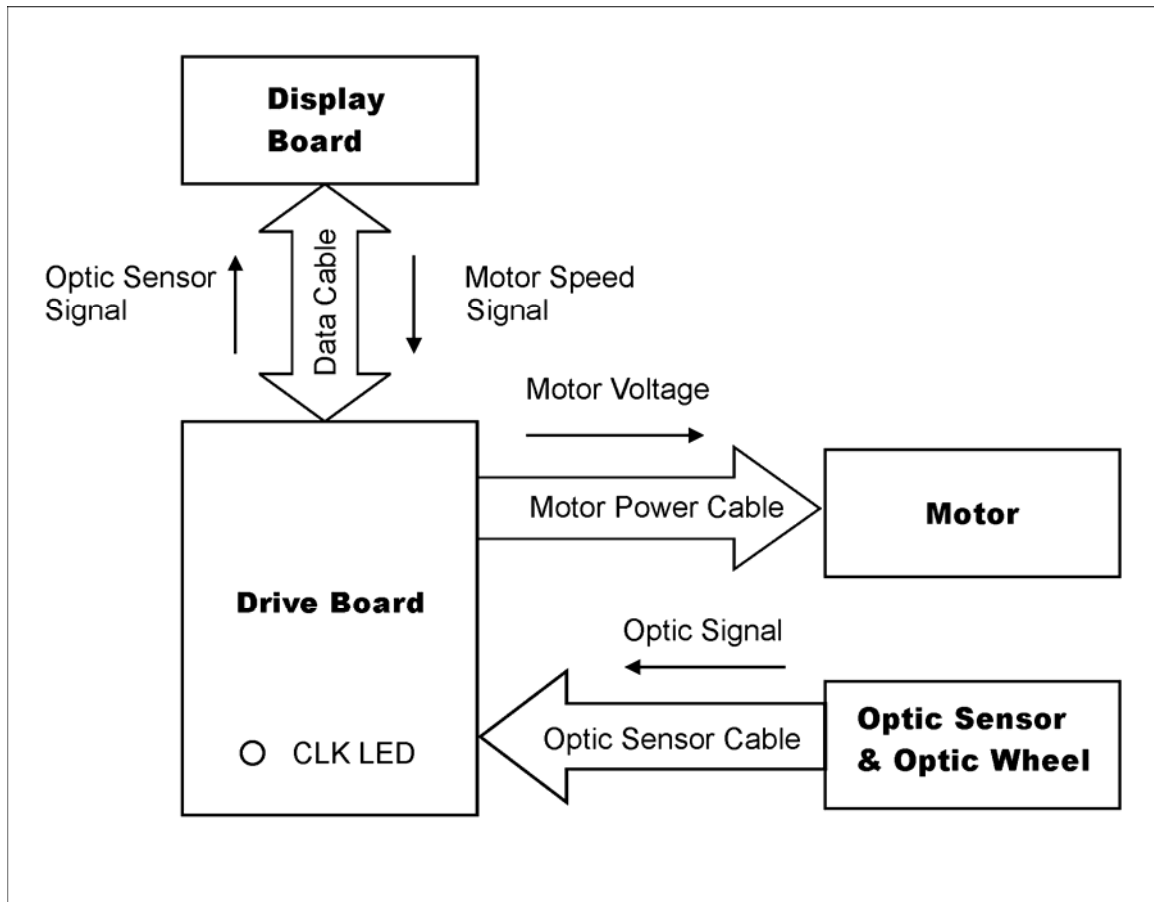 Display
Board
Optic Sensor
Signal
Data Cable
Motor Speed
Signal
Motor Voltage
Motor Power Cable
Motor
Drive Board
Optic Signal
Optic Sensor Cable
Optic Sensor
& Optic Wheel
CLK LED